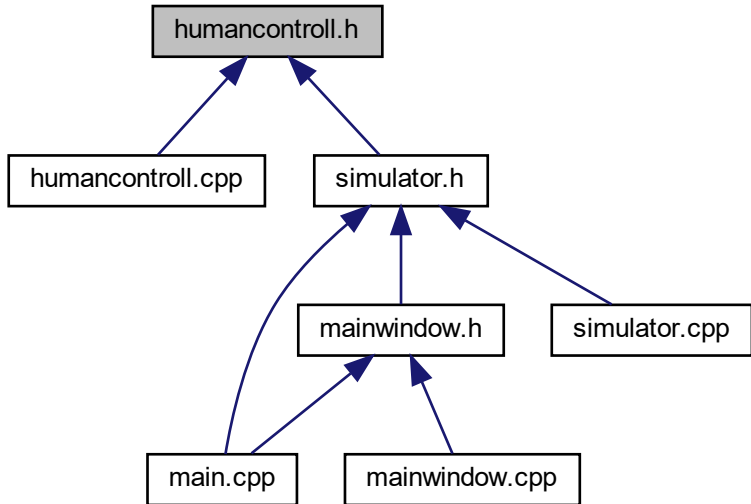 humancontroll.h
humancontroll.cpp
simulator.h
mainwindow.h
simulator.cpp
main.cpp
mainwindow.cpp